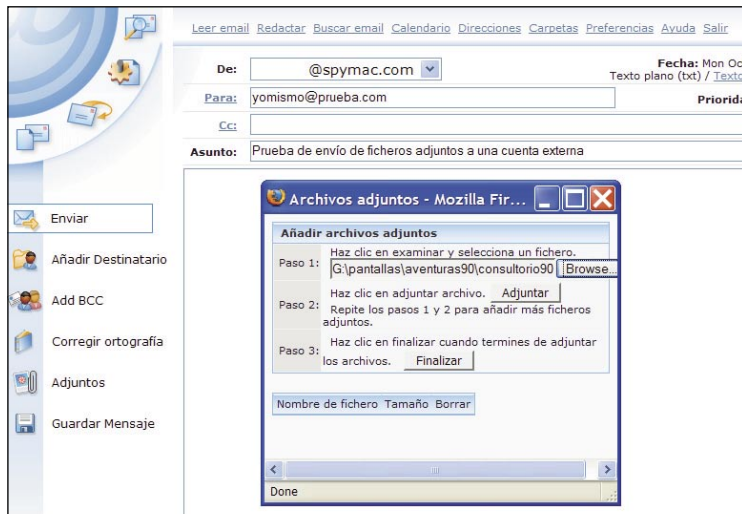 Leer email Redactar Buscar email Calendario Direcciones Carpetas Preferencias Ayuda Salir
De: @spymac.com
Fecha: Mon Oc
Texto plano (txt) / Texto
Para: yomismo@prueba.com
Priorida
Cc:
Asunto: Prueba de envío de ficheros adjuntos a una cuenta externa
Enviar
Añadir Destinatario
Add BCC
Corregir ortografía
Adjuntos
Guardar Mensaje
Archivos adjuntos - Mozilla Fir...
Añadir archivos adjuntos
Paso 1: Haz clic en examinar y selecciona un fichero.
G:\pantallas\aventuras90\consultorio90 Browse...
Paso 2: Haz clic en adjuntar archivo. Adjuntar
Repite los pasos 1 y 2 para añadir más ficheros
adjuntos.
Paso 3: Haz clic en finalizar cuando termines de adjuntar
los archivos. Finalizar
Nombre de fichero Tamaño Borrar
Done